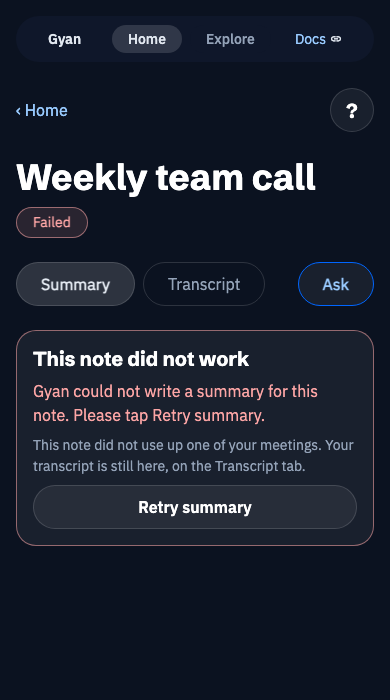 Gyan
Home
Explore
Docs
‹ Home
?
Weekly team call
Failed
Summary
Transcript
Ask
This note did not work
Gyan could not write a summary for this
note. Please tap Retry summary.
This note did not use up one of your meetings. Your
transcript is still here, on the Transcript tab.
Retry summary